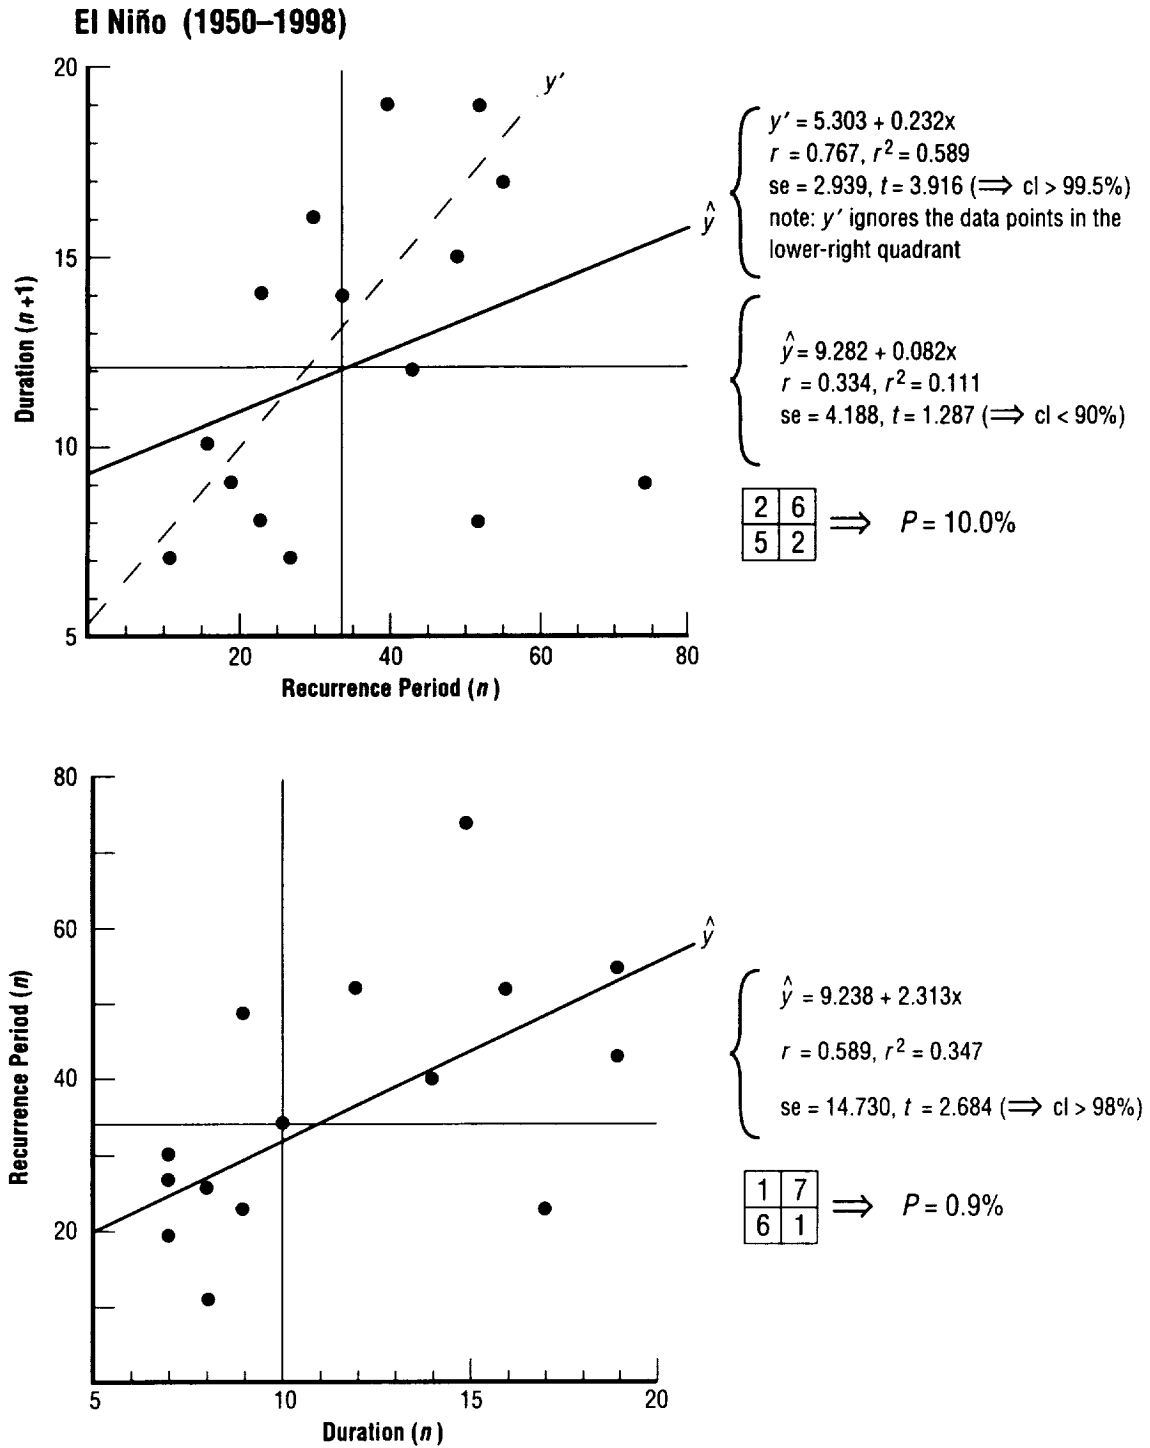 El Niño (1950–1998)
20
15
10
5
Duration (n+1)
y′
ŷ
20
40
60
80
Recurrence Period (n)
y′ = 5.303 + 0.232x
r = 0.767, r² = 0.589
se = 2.939, t = 3.916 (⟹ cl > 99.5%)
note: y′ ignores the data points in the
lower-right quadrant
ŷ = 9.282 + 0.082x
r = 0.334, r² = 0.111
se = 4.188, t = 1.287 (⟹ cl < 90%)
2 6
5 2
⟹ P = 10.0%
80
60
40
20
Recurrence Period (n)
ŷ
5
10
15
20
Duration (n)
ŷ = 9.238 + 2.313x
r = 0.589, r² = 0.347
se = 14.730, t = 2.684 (⟹ cl > 98%)
1 7
6 1
⟹ P = 0.9%